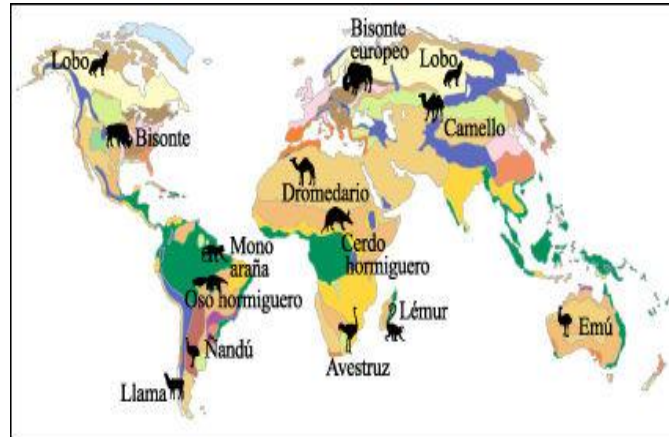 Lobo
Bisonte
europeo
Lobo
Bisonte
Camello
Dromedario
Cerdo
hormiguero
Mono
araña
Oso hormiguero
Lémur
Emú
Ñandú
Avestruz
Llama